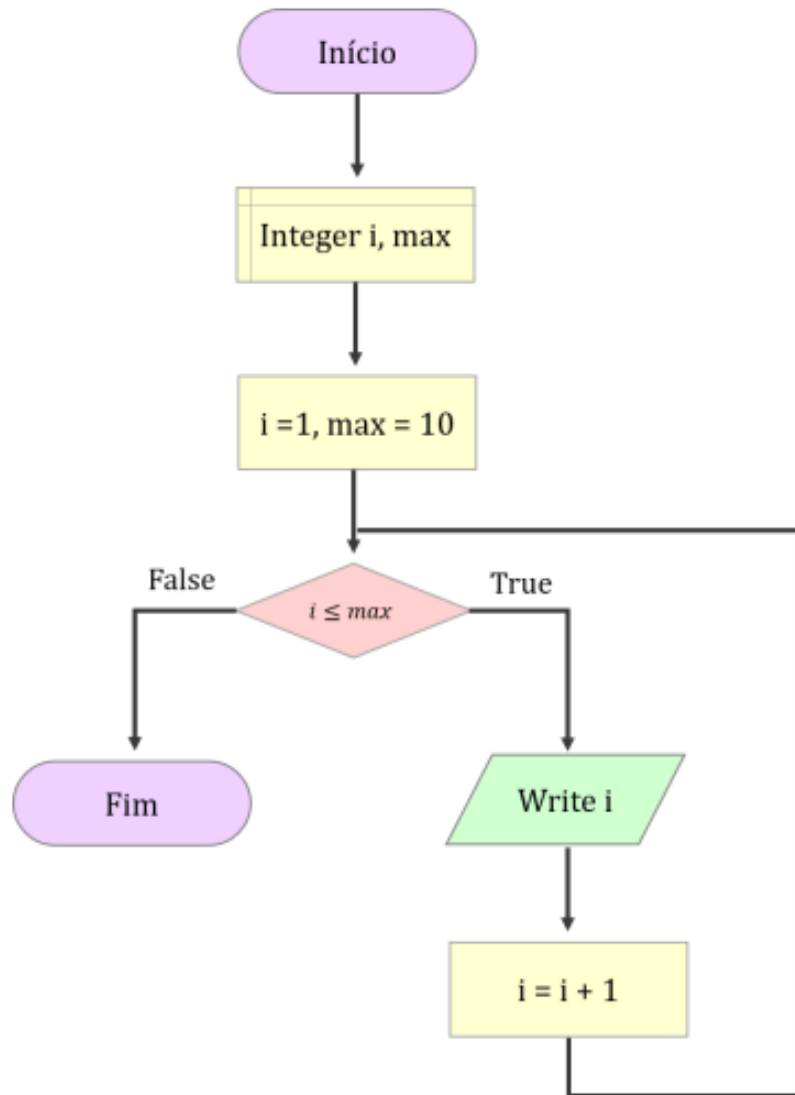 Início
Integer i, max
i =1, max = 10
False
True
i ≤ max
Fim
Write i
i = i + 1